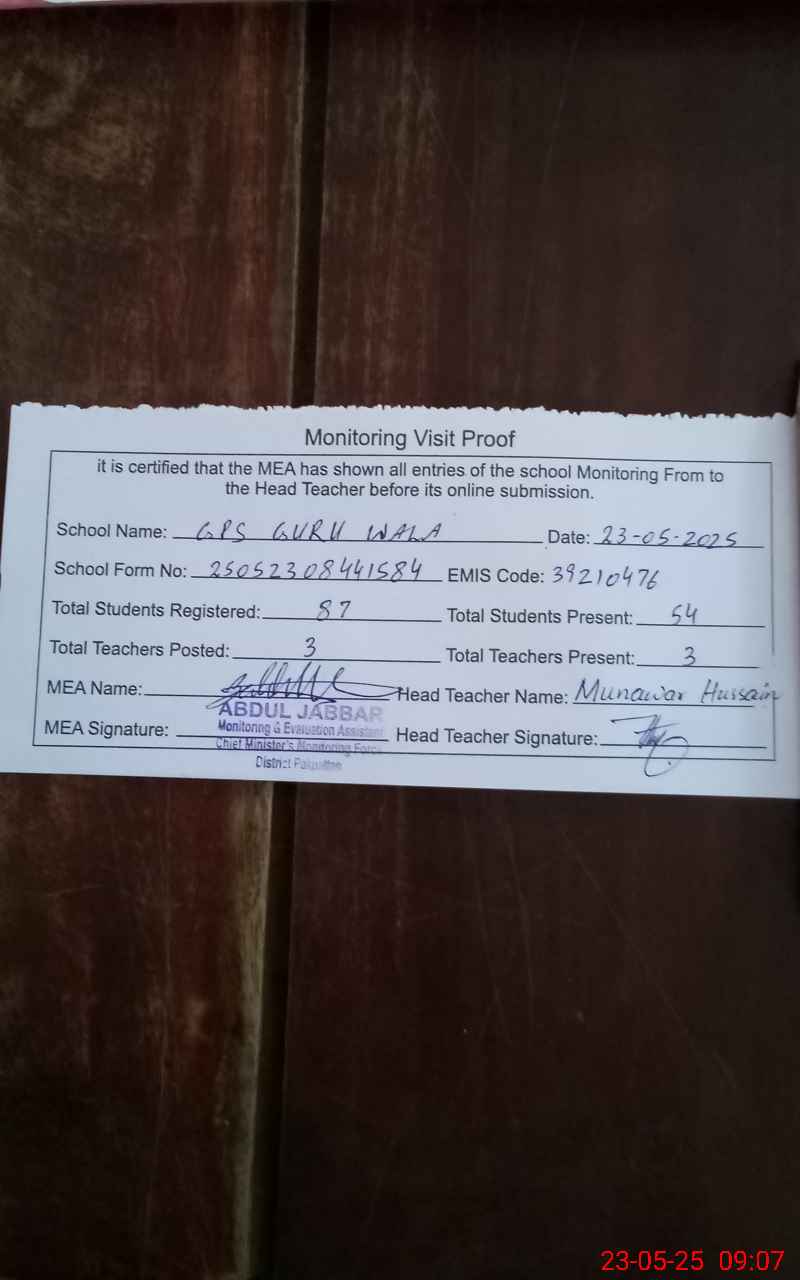 Monitoring Visit Proof
it is certified that the MEA has shown all entries of the school Monitoring From to
the Head Teacher before its online submission.
School Name: GPS GURU WALA Date: 23-05-2025
School Form No: 25052308441584 EMIS Code: 39210476
Total Students Registered: 87 Total Students Present: 54
Total Teachers Posted: 3 Total Teachers Present: 3
MEA Name: Head Teacher Name: Munawar Hussain
ABDUL JABBAR
MEA Signature: Monitoring & Evaluation Assistant Head Teacher Signature:
Chief Minister's Monitoring Force
District Pakpattan
23-05-25 09:07